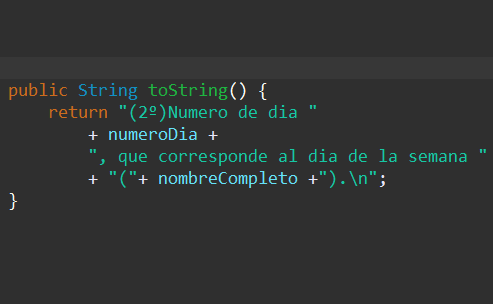 public String toString() {
return "(2º)Numero de dia "
+ numeroDia +
", que corresponde al dia de la semana "
+ "("+ nombreCompleto +").\n";
}